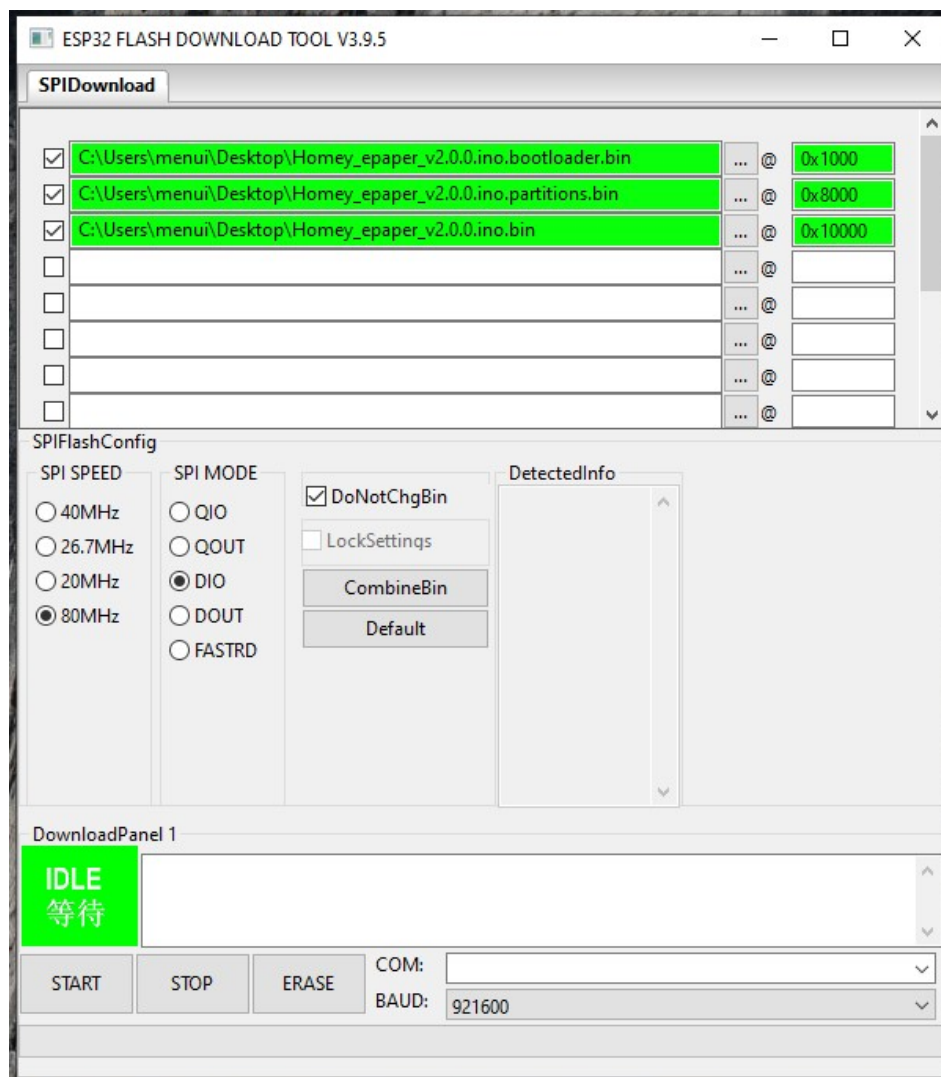 ESP32 FLASH DOWNLOAD TOOL V3.9.5
SPIDownload
C:\Users\menui\Desktop\Homey_epaper_v2.0.0.ino.bootloader.bin ... @ 0x1000
C:\Users\menui\Desktop\Homey_epaper_v2.0.0.ino.partitions.bin ... @ 0x8000
C:\Users\menui\Desktop\Homey_epaper_v2.0.0.ino.bin ... @ 0x10000
... @
... @
... @
... @
... @
SPIFlashConfig
SPI SPEED
40MHz
26.7MHz
20MHz
80MHz
SPI MODE
QIO
QOUT
DIO
DOUT
FASTRD
DoNotChgBin
LockSettings
CombineBin
Default
DetectedInfo
DownloadPanel 1
IDLE
等待
START STOP ERASE
COM:
BAUD: 921600